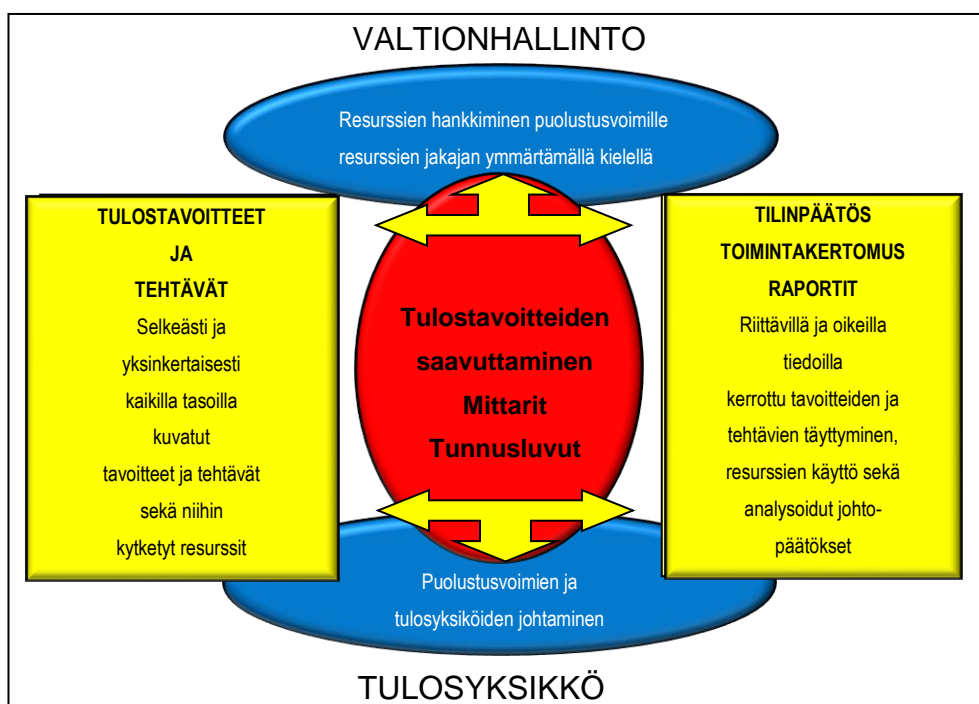 VALTIONHALLINTO
Resurssien hankkiminen puolustusvoimille
resurssien jakajan ymmärtämällä kielellä
TULOSTAVOITTEET
JA
TEHTÄVÄT
Selkeästi ja
yksinkertaisesti
kaikilla tasoilla
kuvatut
tavoitteet ja tehtävät
sekä niihin
kytketyt resurssit
Tulostavoitteiden
saavuttaminen
Mittarit
Tunnusluvut
TILINPÄÄTÖS
TOIMINTAKERTOMUS
RAPORTIT
Riittävillä ja oikeilla
tiedoilla
kerrottu tavoitteiden ja
tehtävien täyttyminen,
resurssien käyttö sekä
analysoidut johto-
päätökset
Puolustusvoimien ja
tulosyksiköiden johtaminen
TULOSYKSIKKÖ